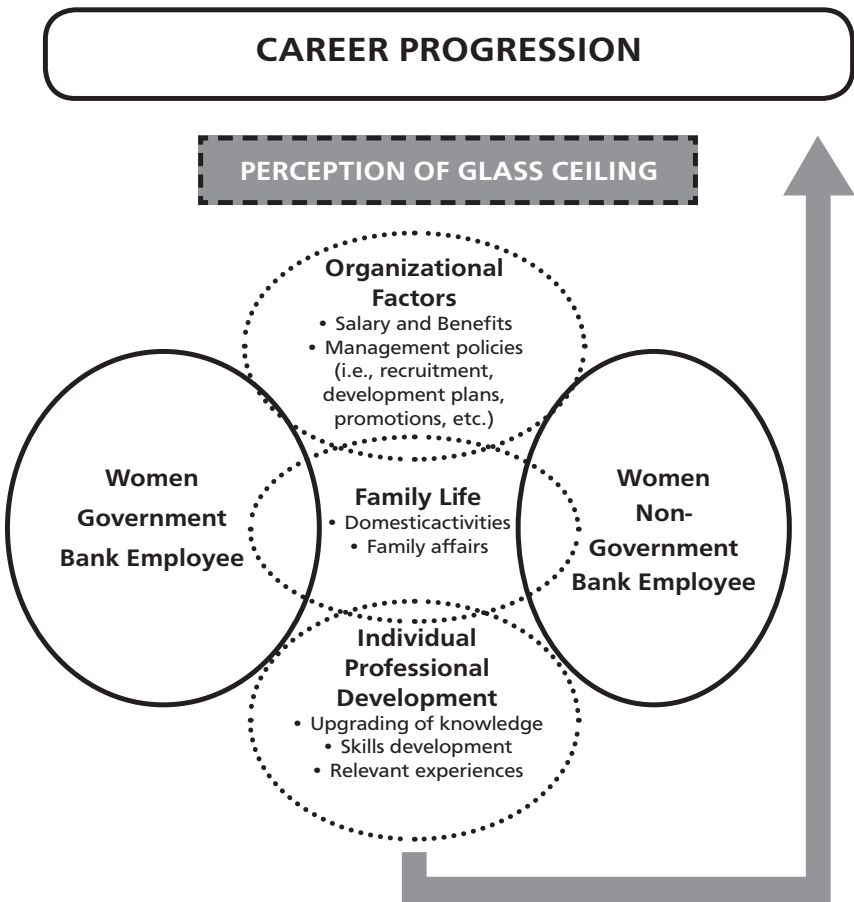 CAREER PROGRESSION
PERCEPTION OF GLASS CEILING
Organizational
Factors
• Salary and Benefits
• Management policies
(i.e., recruitment,
development plans,
promotions, etc.)
Women
Government
Bank Employee
Family Life
• Domesticactivities
• Family affairs
Women
Non-
Government
Bank Employee
Individual
Professional
Development
• Upgrading of knowledge
• Skills development
• Relevant experiences